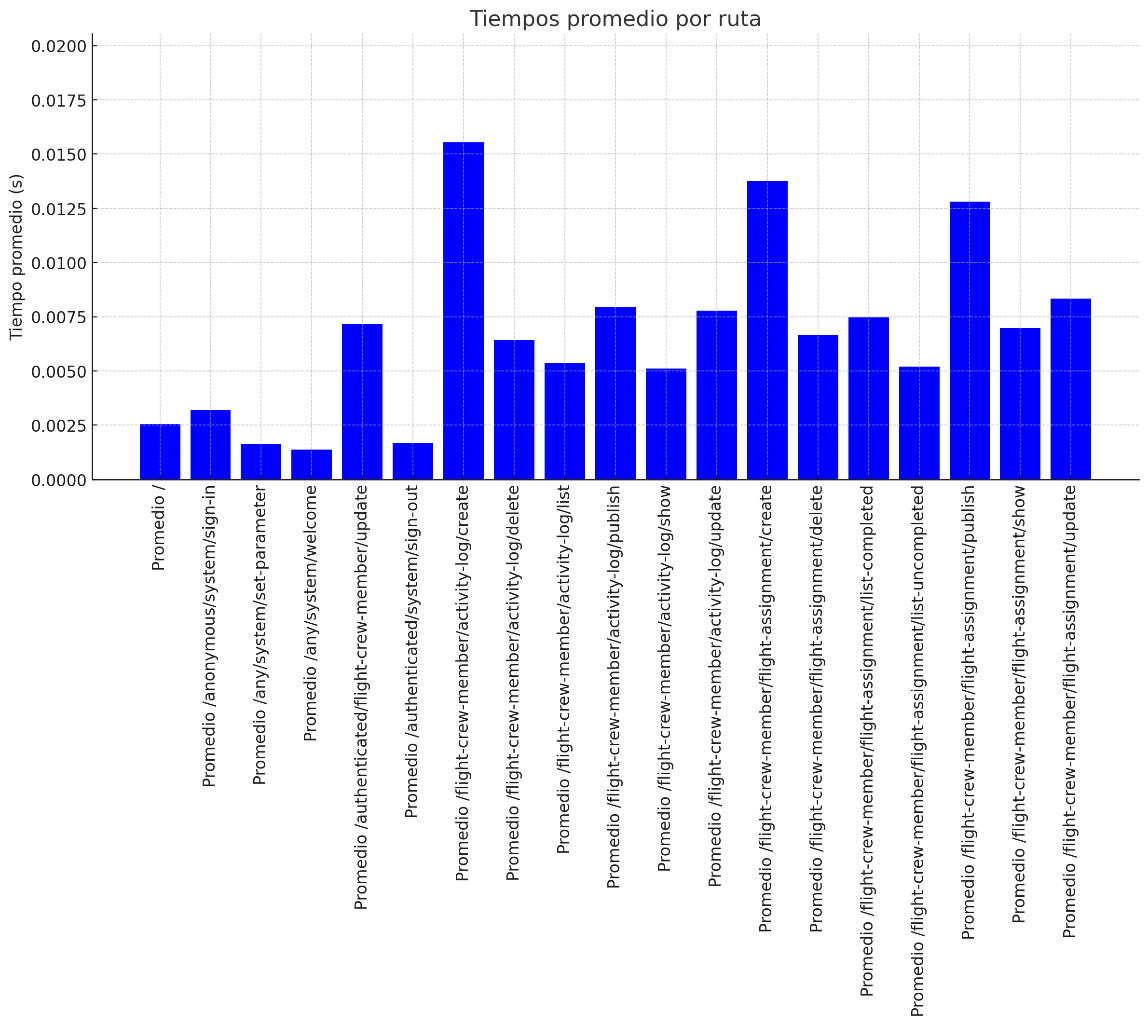 Tiempos promedio por ruta
Tiempo promedio (s)
0.0200
0.0175
0.0150
0.0125
0.0100
0.0075
0.0050
0.0025
0.0000
Promedio /
Promedio /anonymous/system/sign-in
Promedio /any/system/set-parameter
Promedio /any/system/welcome
Promedio /authenticated/flight-crew-member/update
Promedio /authenticated/system/sign-out
Promedio /flight-crew-member/activity-log/create
Promedio /flight-crew-member/activity-log/delete
Promedio /flight-crew-member/activity-log/list
Promedio /flight-crew-member/activity-log/publish
Promedio /flight-crew-member/activity-log/show
Promedio /flight-crew-member/activity-log/update
Promedio /flight-crew-member/flight-assignment/create
Promedio /flight-crew-member/flight-assignment/delete
Promedio /flight-crew-member/flight-assignment/list-completed
Promedio /flight-crew-member/flight-assignment/list-uncompleted
Promedio /flight-crew-member/flight-assignment/publish
Promedio /flight-crew-member/flight-assignment/show
Promedio /flight-crew-member/flight-assignment/update